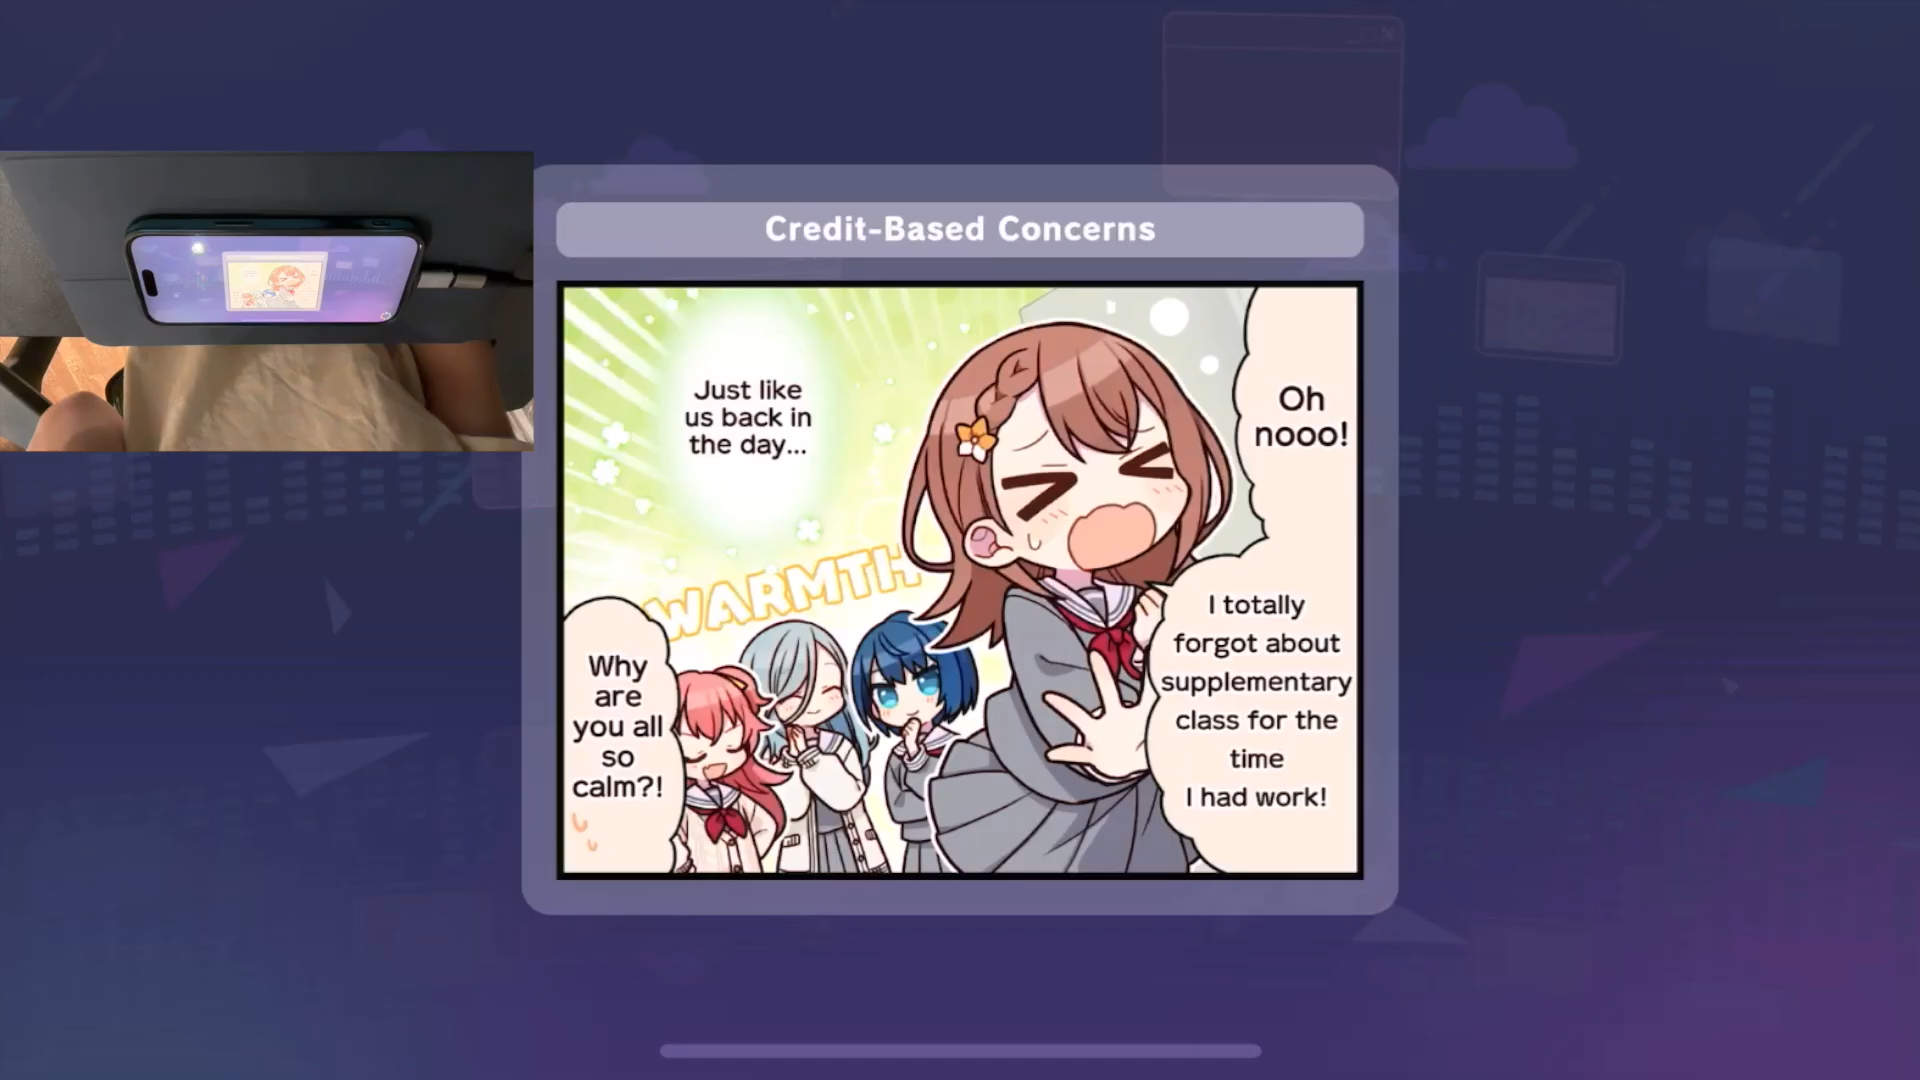 Credit-Based Concerns
Oh
nooo!
I totally
forgot about
supplementary
class for the
time
I had work!
Just like
us back in
the day...
WARMTH
Why
are
you all
so
calm?!